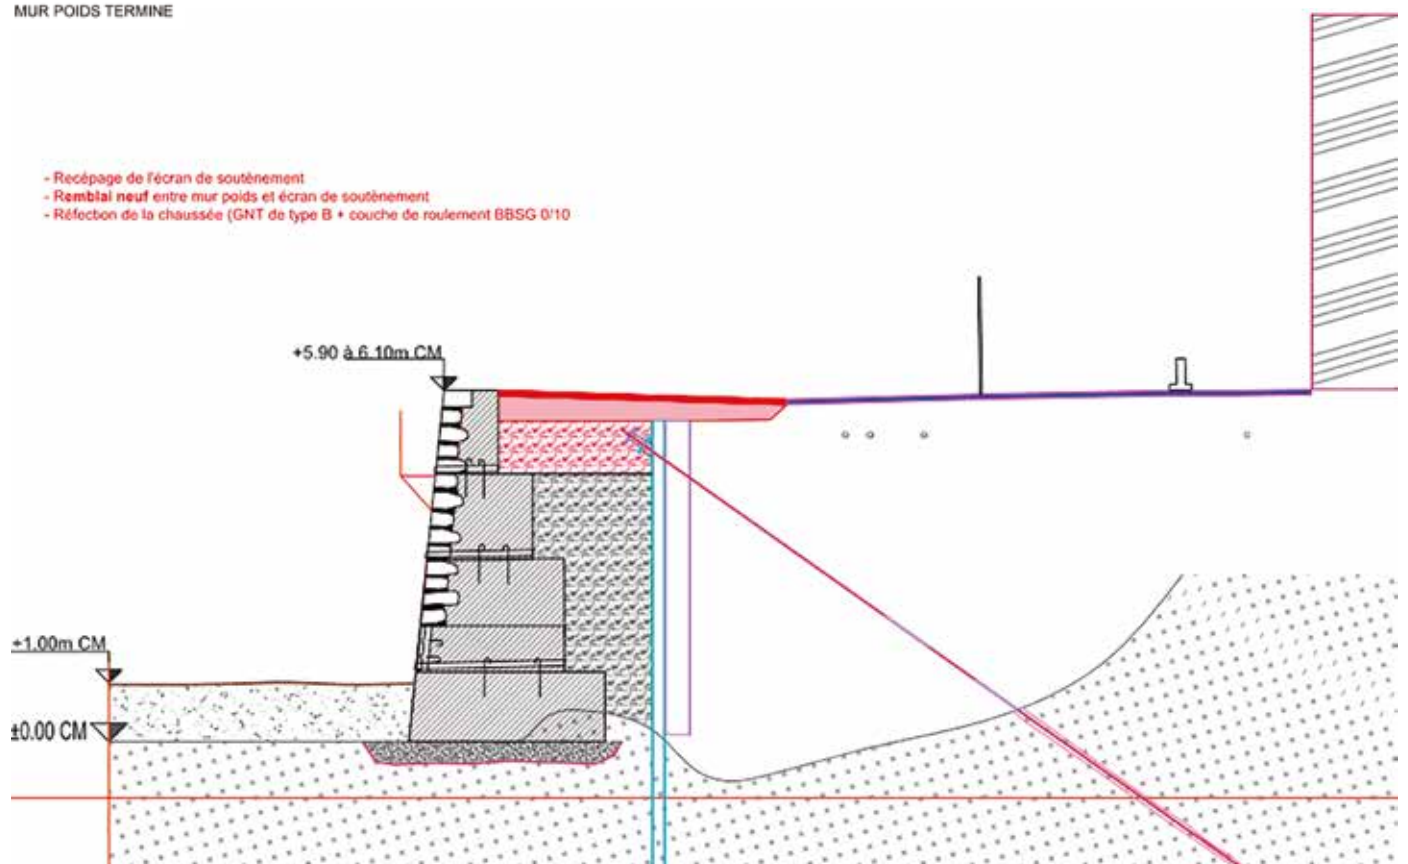 MUR POIDS TERMINE
- Recépage de l'écran de soutènement
- Remblai neuf entre mur poids et écran de soutènement
- Réfection de la chaussée (GNT de type B + couche de roulement BBSG 0/10
+5.90 à 6.10m CM
+1.00m CM
±0.00 CM